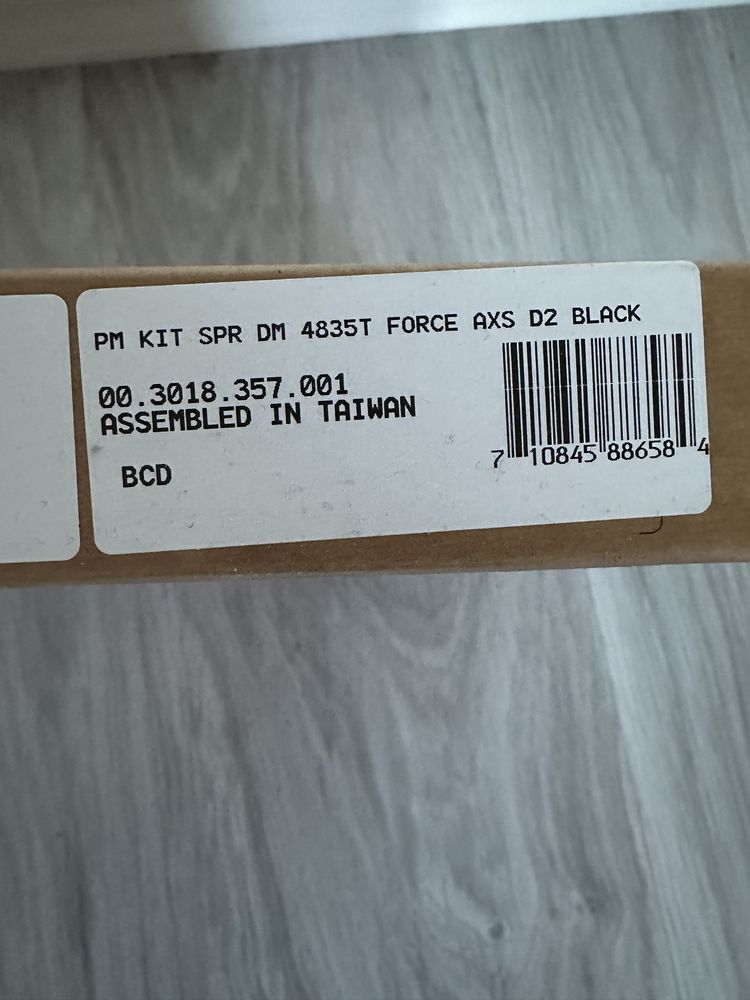 PM KIT SPR DM 4835T FORCE AXS D2 BLACK
00.3018.357.001
ASSEMBLED IN TAIWAN
BCD
7 10845 88658 4